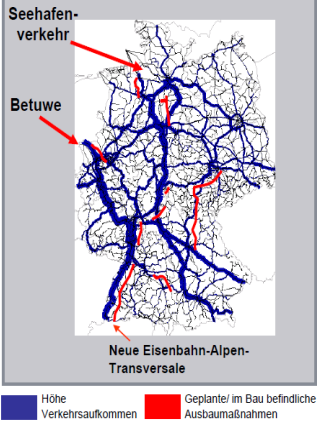 Seehafen-
verkehr
Betuwe
Neue Eisenbahn-Alpen-
Transversale
Höhe
Verkehrsaufkommen
Geplante/ im Bau befindliche
Ausbaumaßnahmen